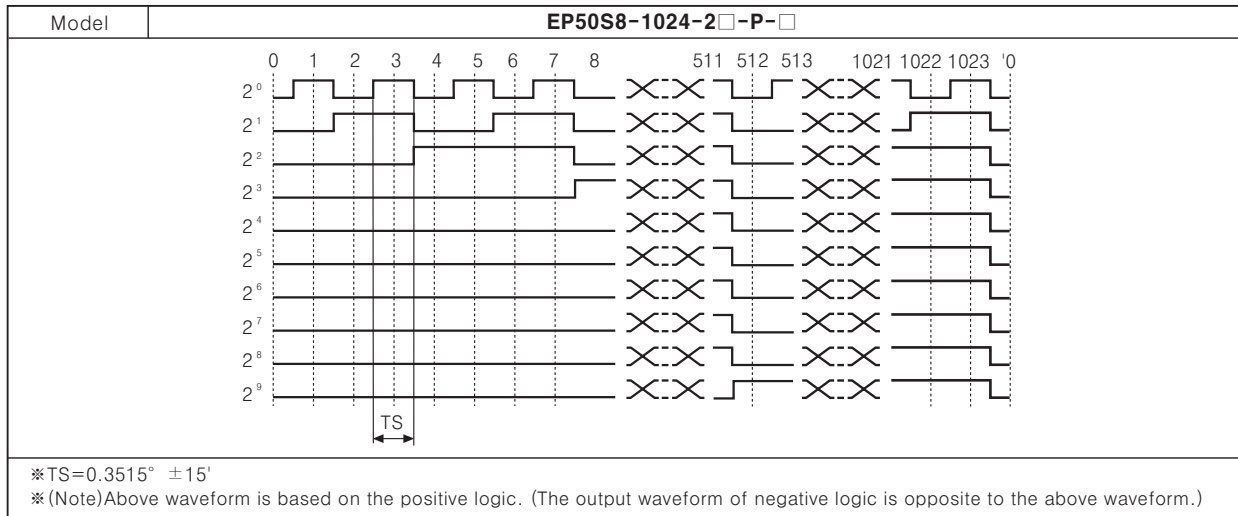 Model EP50S8-1024-2□-P-□
0 1 2 3 4 5 6 7 8 511 512 513 1021 1022 1023 '0
2⁰
2¹
2²
2³
2⁴
2⁵
2⁶
2⁷
2⁸
2⁹
TS
※TS=0.3515° ±15'
※(Note)Above waveform is based on the positive logic. (The output waveform of negative logic is opposite to the above waveform.)